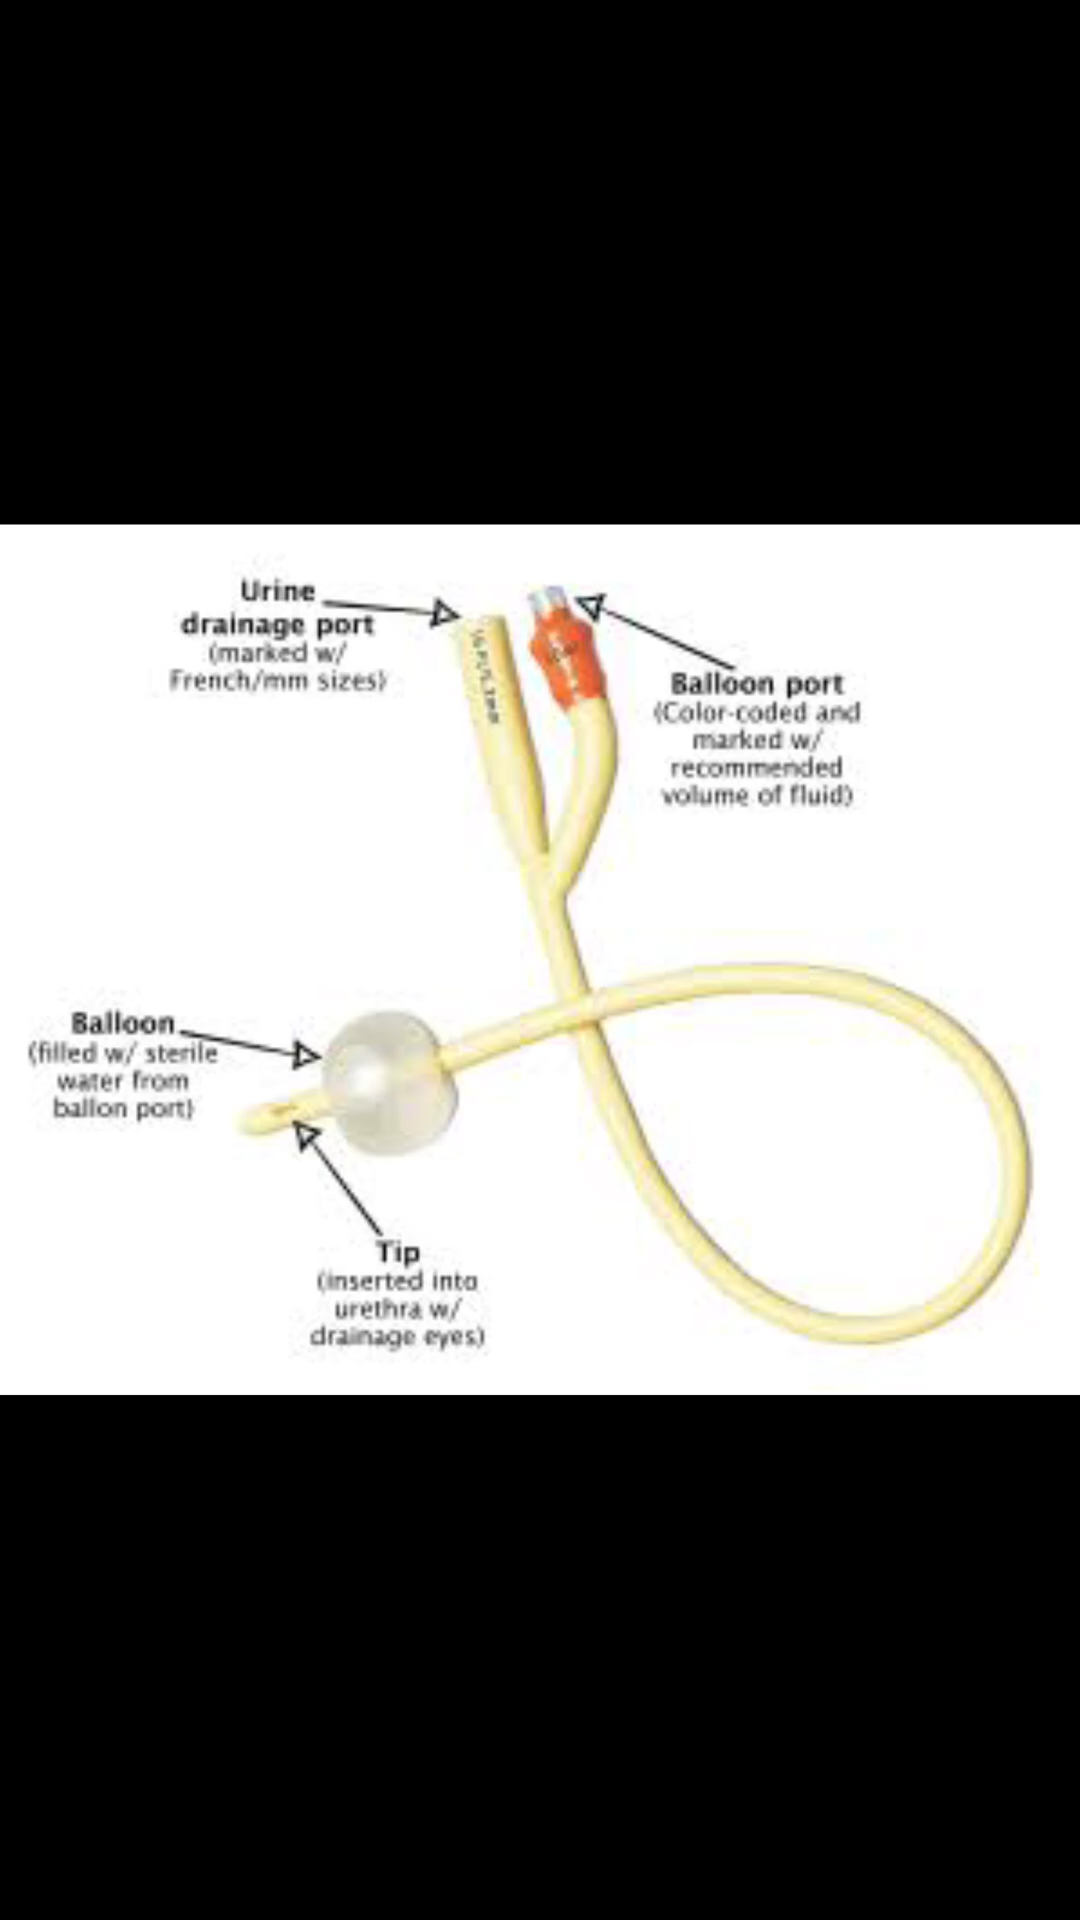 Urine
drainage port
(marked w/
French/mm sizes)
Balloon port
(Color-coded and
marked w/
recommended
volume of fluid)
Balloon
(filled w/ sterile
water from
ballon port)
Tip
(inserted into
urethra w/
drainage eyes)